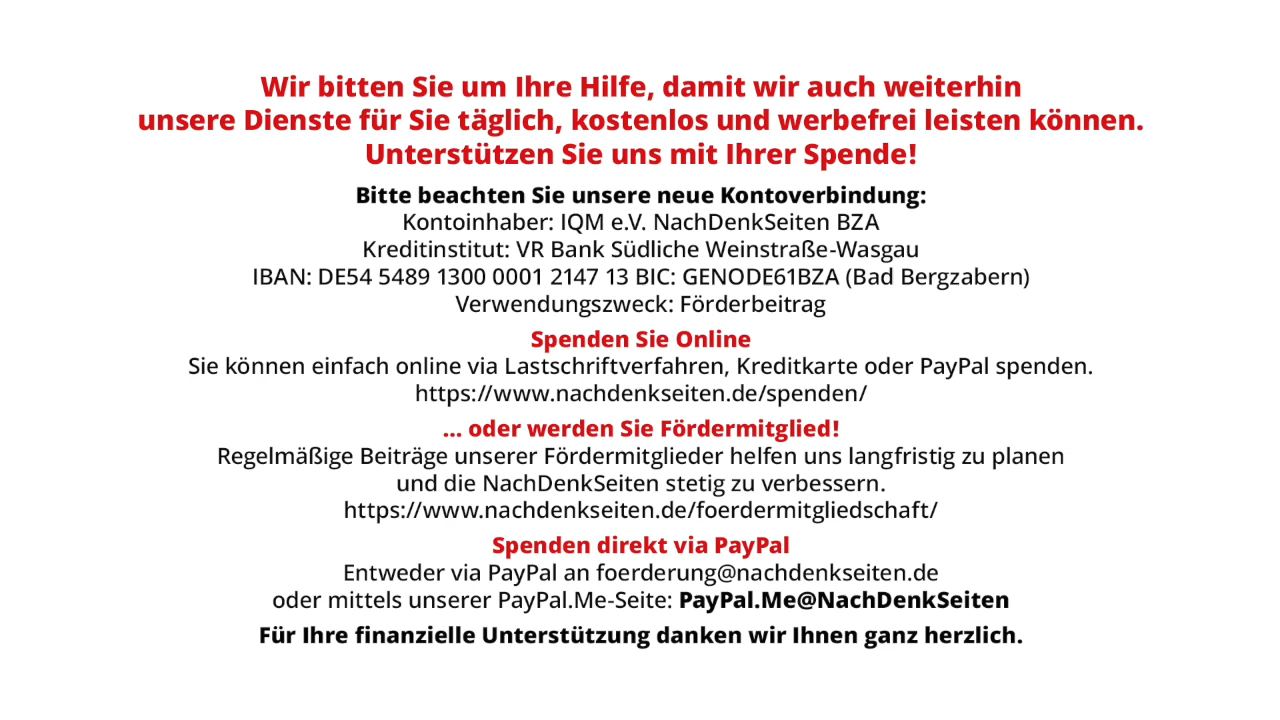 Wir bitten Sie um Ihre Hilfe, damit wir auch weiterhin
unsere Dienste für Sie täglich, kostenlos und werbefrei leisten können.
Unterstützen Sie uns mit Ihrer Spende!
Bitte beachten Sie unsere neue Kontoverbindung:
Kontoinhaber: IQM e.V. NachDenkSeiten BZA
Kreditinstitut: VR Bank Südliche Weinstraße-Wasgau
IBAN: DE54 5489 1300 0001 2147 13 BIC: GENODE61BZA (Bad Bergzabern)
Verwendungszweck: Förderbeitrag
Spenden Sie Online
Sie können einfach online via Lastschriftverfahren, Kreditkarte oder PayPal spenden.
https://www.nachdenkseiten.de/spenden/
... oder werden Sie Fördermitglied!
Regelmäßige Beiträge unserer Fördermitglieder helfen uns langfristig zu planen
und die NachDenkSeiten stetig zu verbessern.
https://www.nachdenkseiten.de/foerdermitgliedschaft/
Spenden direkt via PayPal
Entweder via PayPal an foerderung@nachdenkseiten.de
oder mittels unserer PayPal.Me-Seite: PayPal.Me@NachDenkSeiten
Für Ihre finanzielle Unterstützung danken wir Ihnen ganz herzlich.